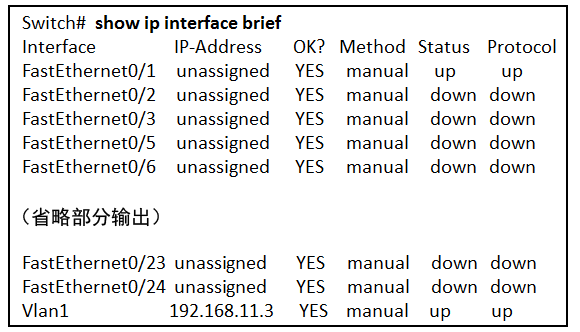 Switch# show ip interface brief
Interface IP-Address OK? Method Status Protocol
FastEthernet0/1 unassigned YES manual up up
FastEthernet0/2 unassigned YES manual down down
FastEthernet0/3 unassigned YES manual down down
FastEthernet0/5 unassigned YES manual down down
FastEthernet0/6 unassigned YES manual down down
（省略部分输出）
FastEthernet0/23 unassigned YES manual down down
FastEthernet0/24 unassigned YES manual down down
Vlan1 192.168.11.3 YES manual up up